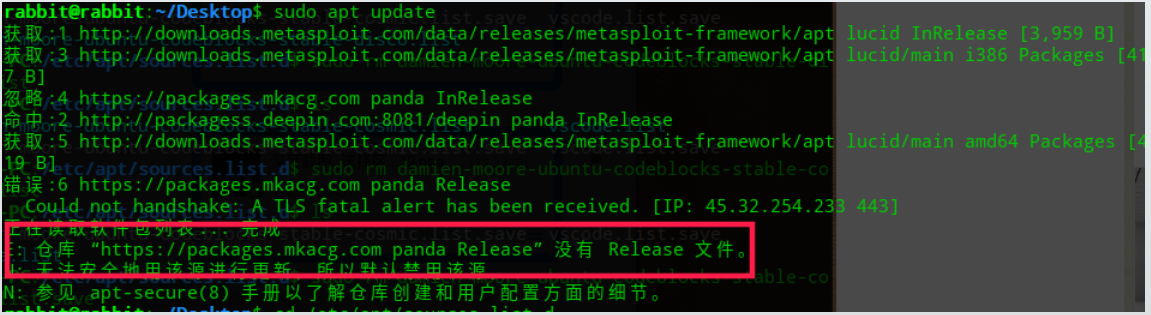 rabbit@rabbit:~/Desktop$ sudo apt update
获取:1 http://downloads.metasploit.com/data/releases/metasploit-framework/apt lucid InRelease [3,959 B]
获取:3 http://downloads.metasploit.com/data/releases/metasploit-framework/apt lucid/main i386 Packages [41
7 B]
忽略:4 https://packages.mkacg.com panda InRelease
命中:2 http://packagess.deepin.com:8081/deepin panda InRelease
获取:5 http://downloads.metasploit.com/data/releases/metasploit-framework/apt lucid/main amd64 Packages [4
19 B]
错误:6 https://packages.mkacg.com panda Release
Could not handshake: A TLS fatal alert has been received. [IP: 45.32.254.233 443]
正在读取软件包列表... 完成
E: 仓库 “https://packages.mkacg.com panda Release” 没有 Release 文件。
N: 无法安全地用该源进行更新，所以默认禁用该源。
N: 参见 apt-secure(8) 手册以了解仓库创建和用户配置方面的细节。
rabbit@rabbit:~/Desktop$ cd /etc/apt/sources.list.d